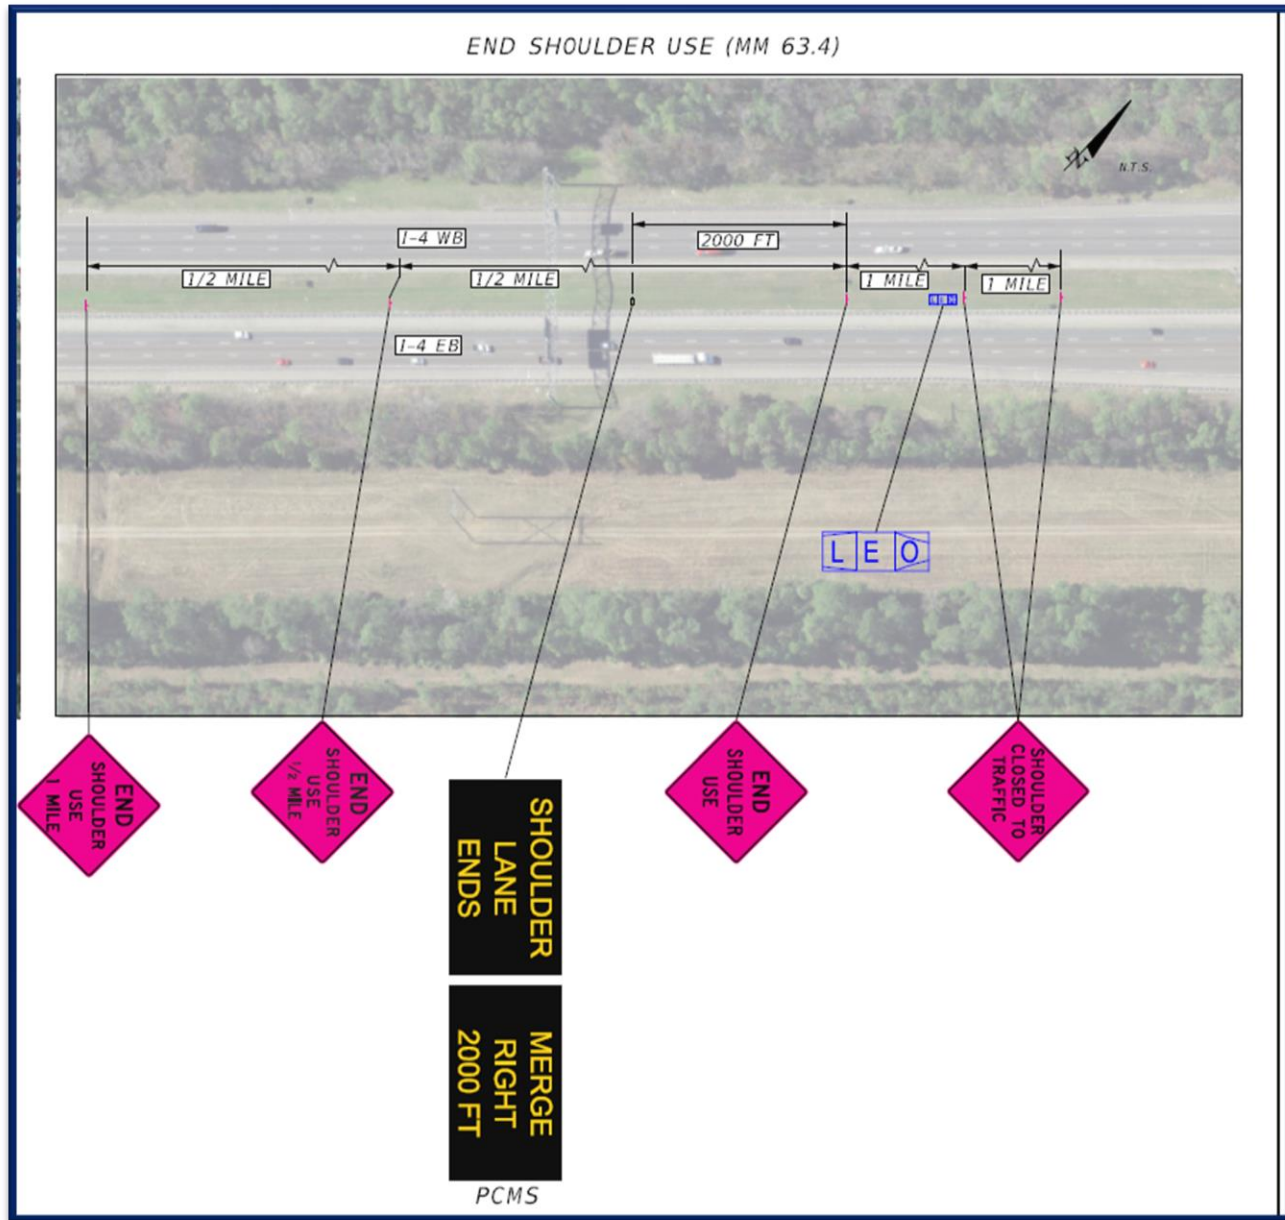 END SHOULDER USE (MM 63.4)
N
N.T.S.
I-4 WB
2000 FT
1/2 MILE
1/2 MILE
1 MILE
1 MILE
I-4 EB
LEO
END
SHOULDER
USE
1 MILE
END
SHOULDER
USE
1/2 MILE
SHOULDER
LANE
ENDS
MERGE
RIGHT
2000 FT
PCMS
END
SHOULDER
USE
SHOULDER
CLOSED TO
TRAFFIC